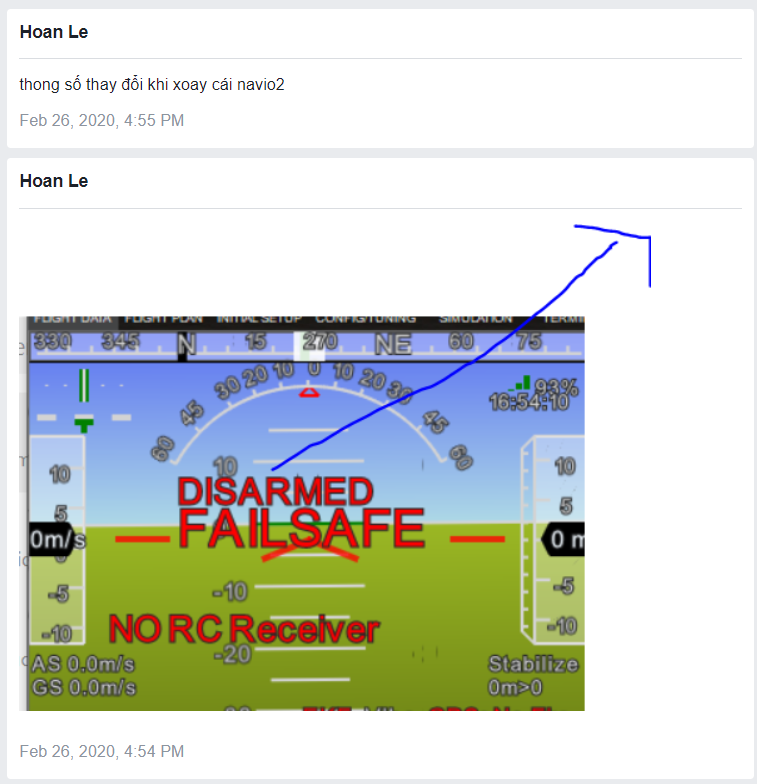 Hoan Le
thong số thay đổi khi xoay cái navio2
Feb 26, 2020, 4:55 PM
Hoan Le
FLIGHT DATA FLIGHT PLAN INITIAL SETUP CONFIG/TUNING SIMULATION
330 345 N 15 270 NE 60 75
60 45 30 20 10 0 10 20 30 45 60
93%
16:54:10
10 10 10
DISARMED
5 5
FAILSAFE
0m/s 0 m
-5 -10 -5
-10 NO RC Receiver -10
-20
AS 0.0m/s Stabilize
GS 0.0m/s 0m>0
Feb 26, 2020, 4:54 PM